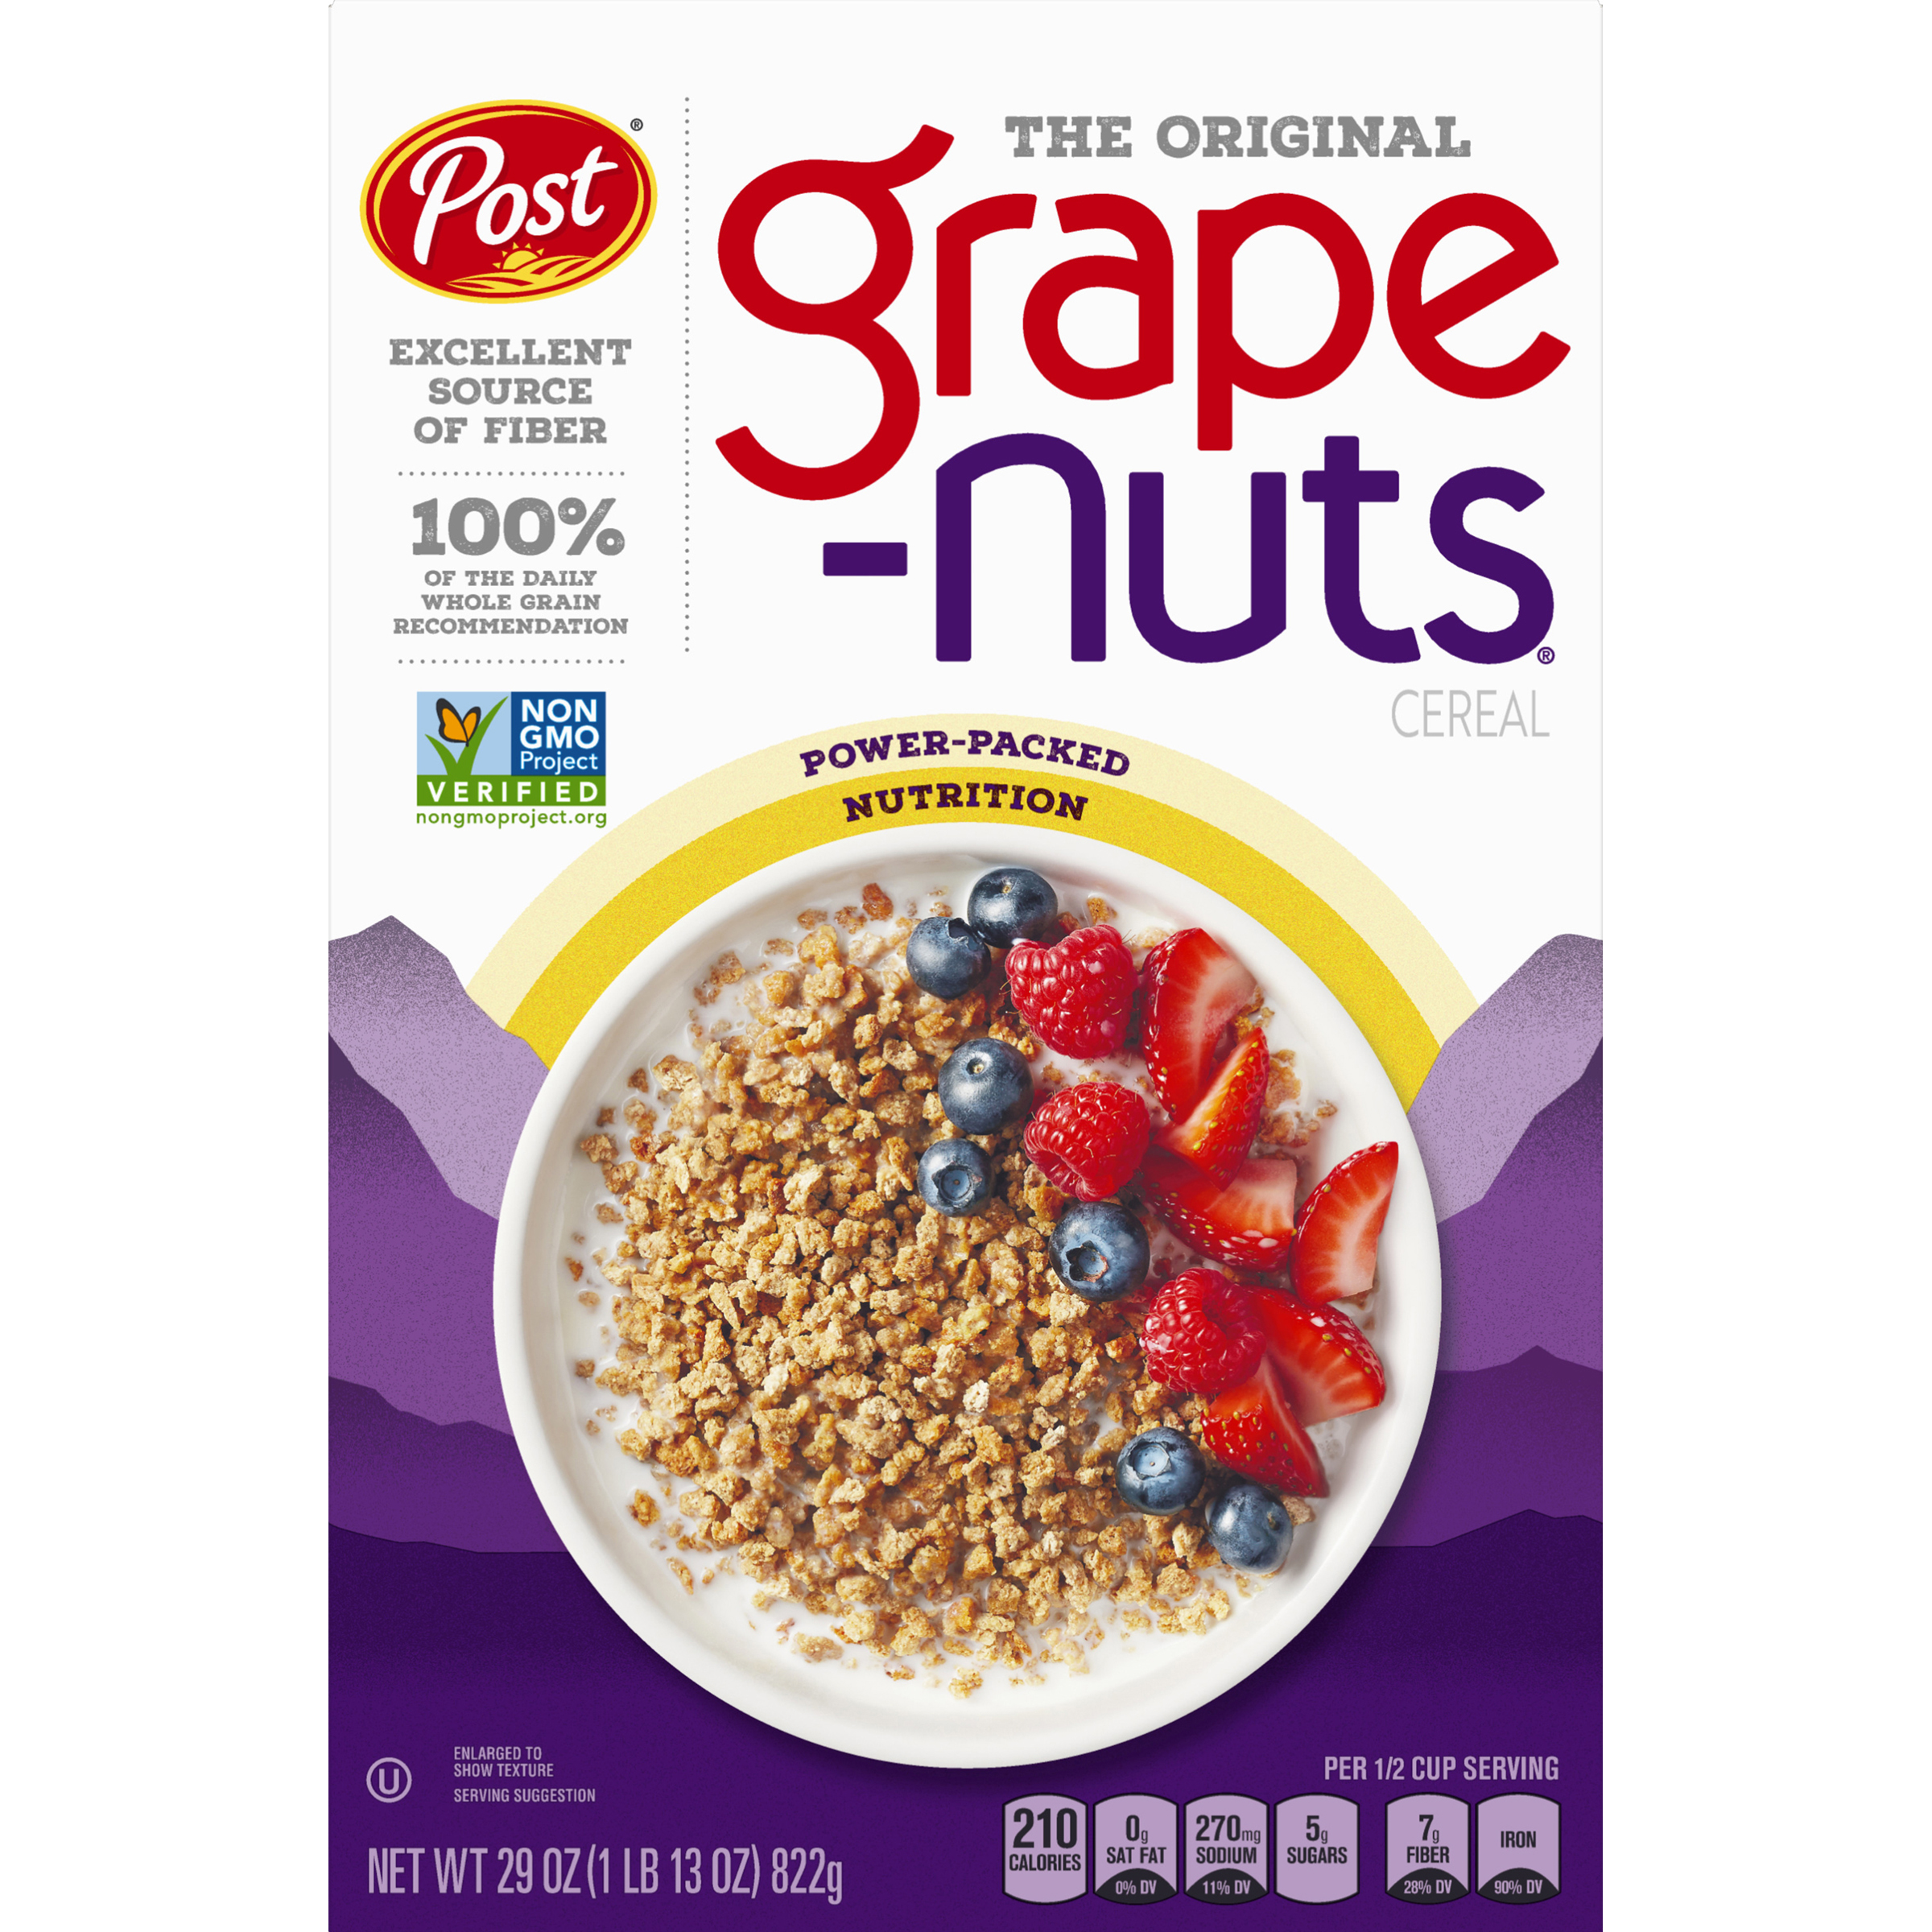 Post®
EXCELLENT
SOURCE
OF FIBER
100%
OF THE DAILY
WHOLE GRAIN
RECOMMENDATION
NON
GMO
Project
VERIFIED
nongmoproject.org
THE ORIGINAL
grape
-nuts®
CEREAL
POWER-PACKED
NUTRITION
U
ENLARGED TO
SHOW TEXTURE
SERVING SUGGESTION
NET WT 29 OZ (1 LB 13 OZ) 822g
PER 1/2 CUP SERVING
210
CALORIES
0g
SAT FAT
0% DV
270mg
SODIUM
11% DV
5g
SUGARS
7g
FIBER
28% DV
IRON
90% DV